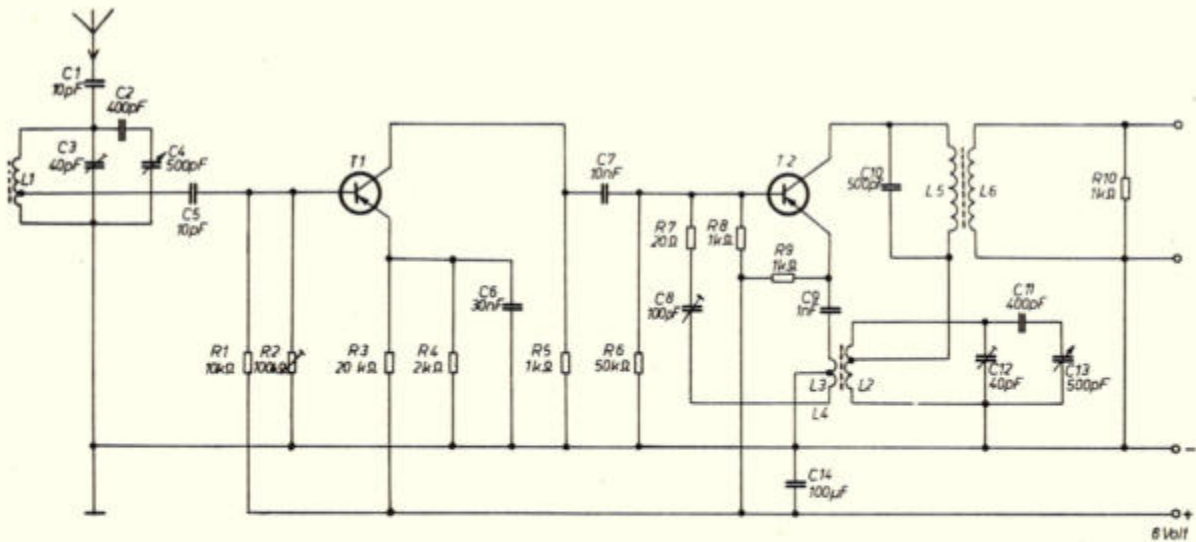 C1
10pF
C2
400pF
C3
40pF
C4
500pF
L1
C5
10pF
T1
R1
10kΩ
R2
100kΩ
R3
20 kΩ
R4
2kΩ
C6
30nF
R5
1kΩ
C7
10nF
R6
50kΩ
R7
20Ω
R8
1kΩ
C8
100pF
T2
R9
1kΩ
C9
1nF
L3
L2
L4
C10
500pF
L5
L6
R10
1kΩ
C11
400pF
C12
40pF
C13
500pF
C14
100µF
-
+
6 Volt